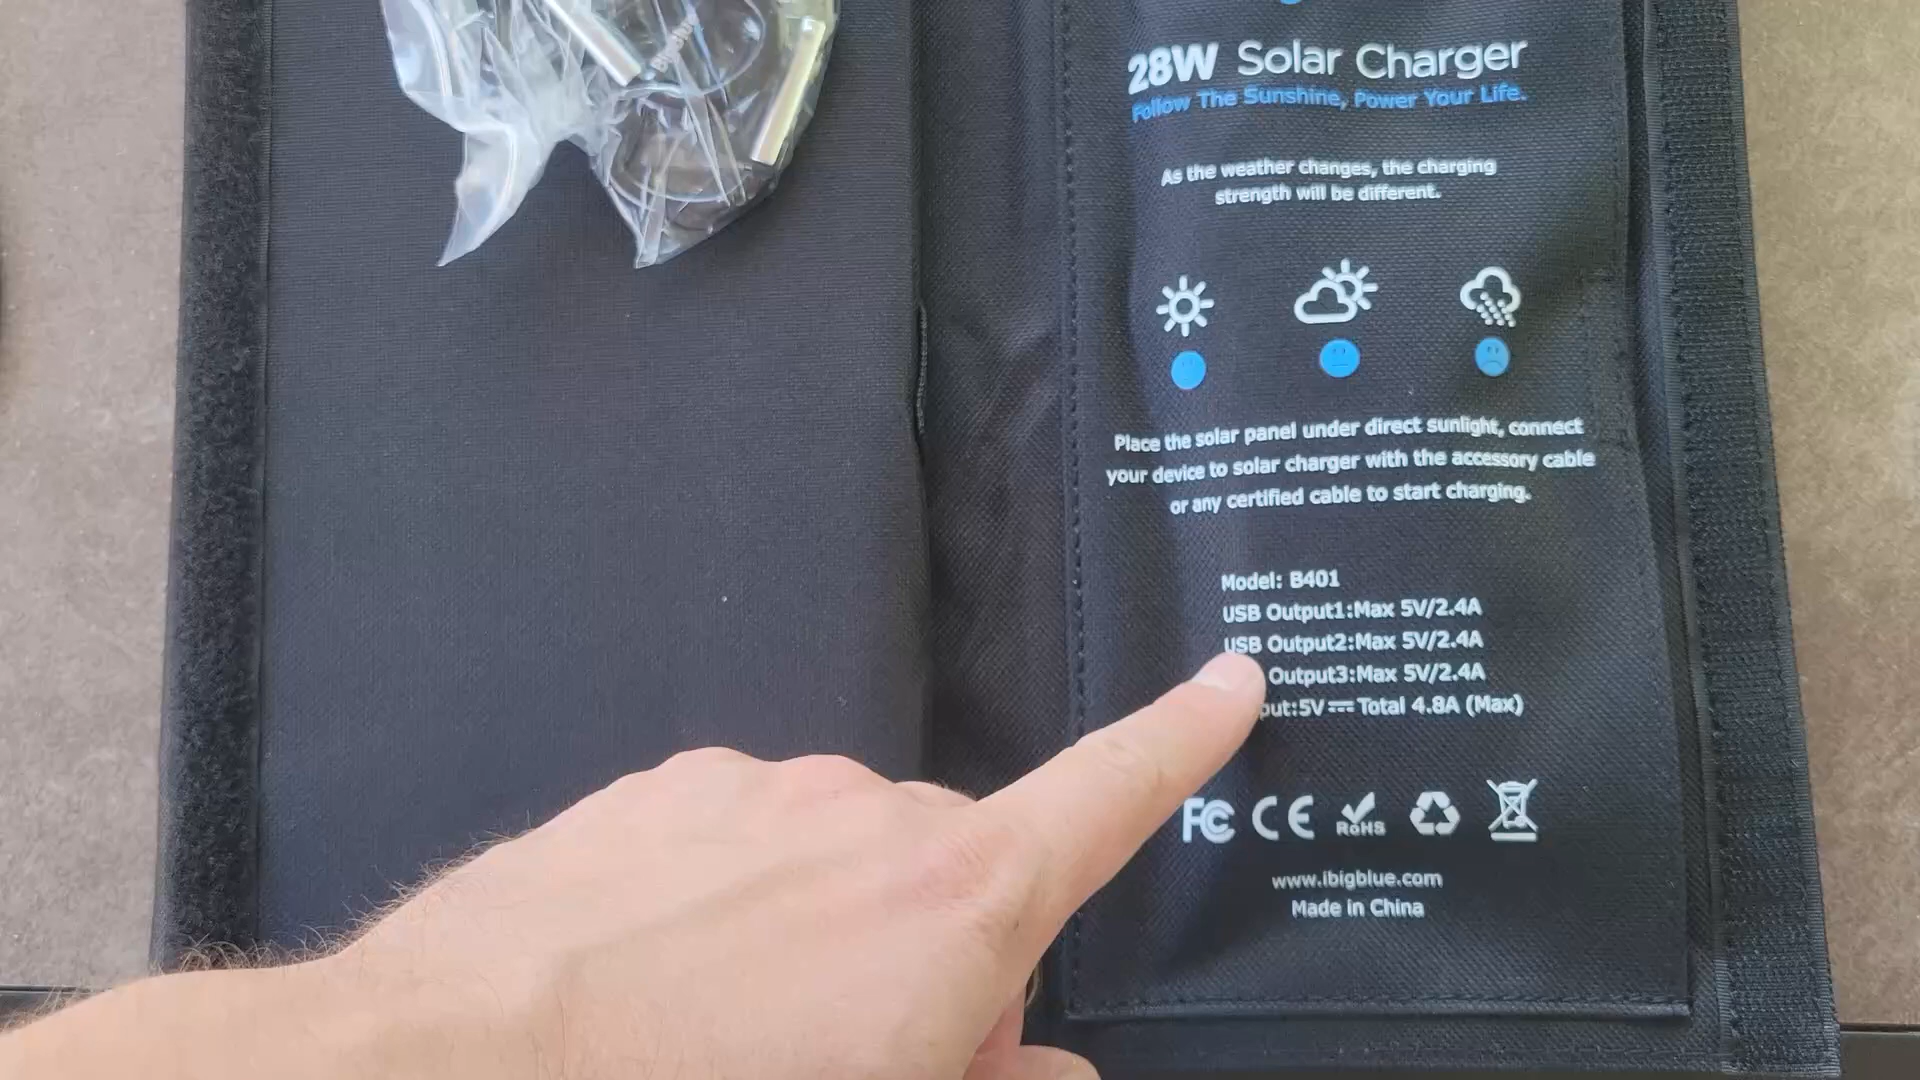 28W Solar Charger
Follow The Sunshine, Power Your Life.
As the weather changes, the charging
strength will be different.
Place the solar panel under direct sunlight, connect
your device to solar charger with the accessory cable
or any certified cable to start charging.
Model: B401
USB Output1:Max 5V/2.4A
USB Output2:Max 5V/2.4A
Output3:Max 5V/2.4A
put:5V⎓Total 4.8A (Max)
FC CE RoHS
www.ibigblue.com
Made in China